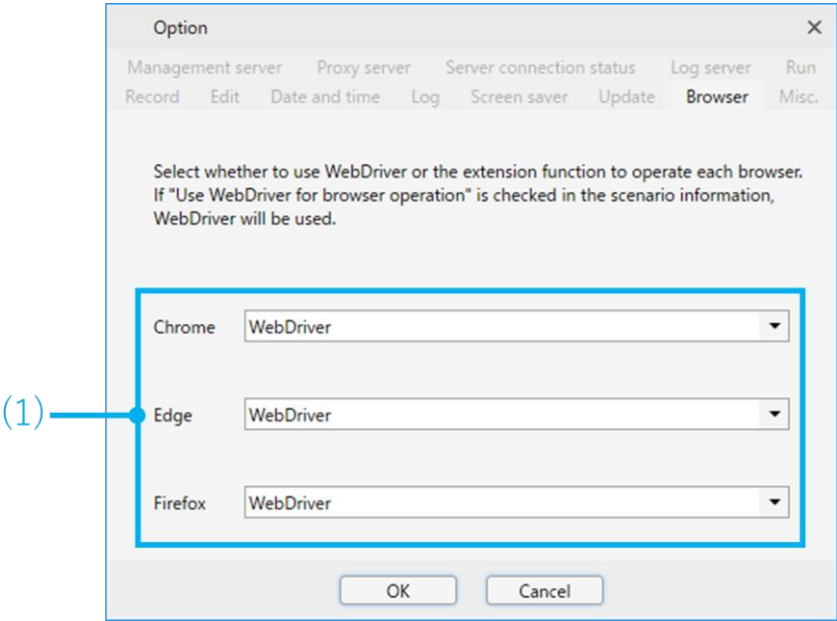 Option
Management server Proxy server Server connection status Log server Run
Record Edit Date and time Log Screen saver Update Browser Misc.
Select whether to use WebDriver or the extension function to operate each browser.
If "Use WebDriver for browser operation" is checked in the scenario information,
WebDriver will be used.
Chrome WebDriver
(1) Edge WebDriver
Firefox WebDriver
OK Cancel